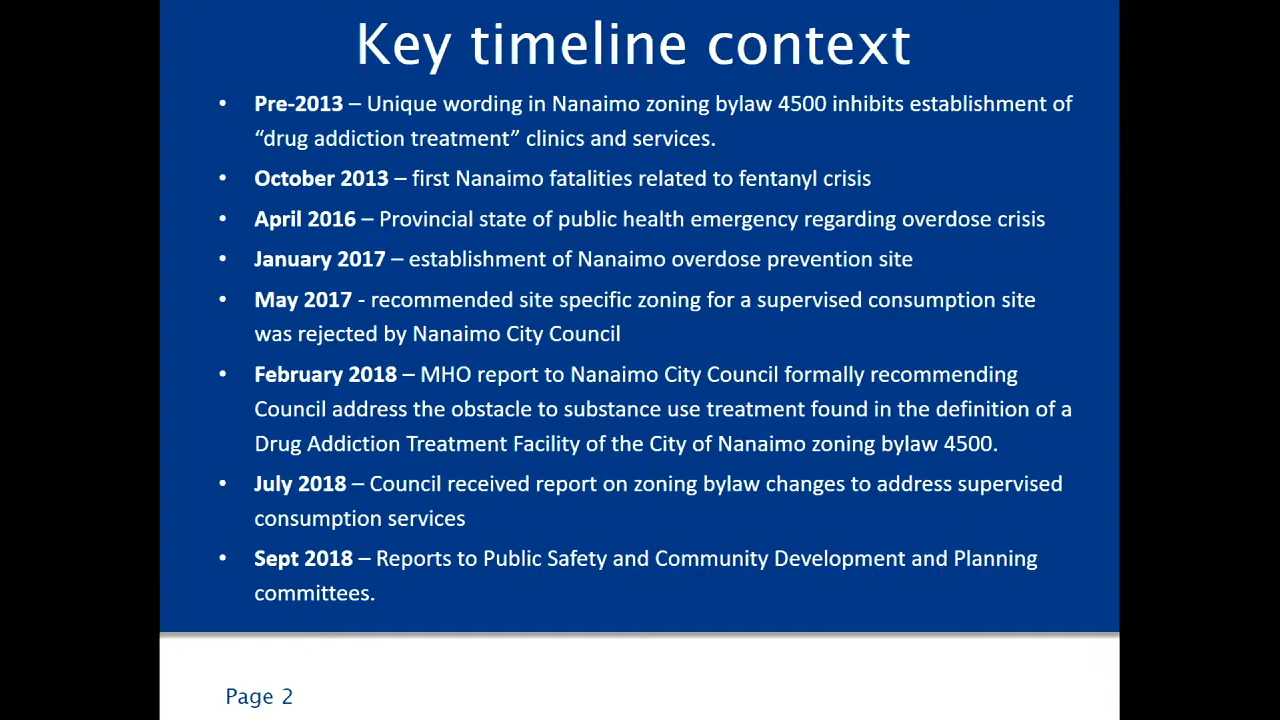 Key timeline context
• Pre-2013 – Unique wording in Nanaimo zoning bylaw 4500 inhibits establishment of
“drug addiction treatment” clinics and services.
• October 2013 – first Nanaimo fatalities related to fentanyl crisis
• April 2016 – Provincial state of public health emergency regarding overdose crisis
• January 2017 – establishment of Nanaimo overdose prevention site
• May 2017 - recommended site specific zoning for a supervised consumption site
was rejected by Nanaimo City Council
• February 2018 – MHO report to Nanaimo City Council formally recommending
Council address the obstacle to substance use treatment found in the definition of a
Drug Addiction Treatment Facility of the City of Nanaimo zoning bylaw 4500.
• July 2018 – Council received report on zoning bylaw changes to address supervised
consumption services
• Sept 2018 – Reports to Public Safety and Community Development and Planning
committees.
Page 2